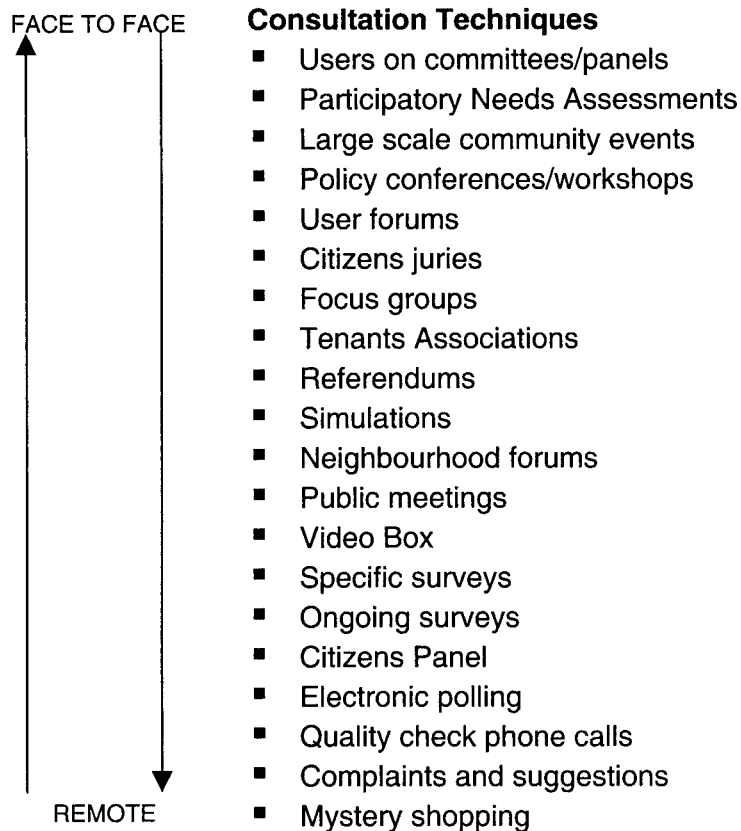 FACE TO FACE
Consultation Techniques
▪ Users on committees/panels
▪ Participatory Needs Assessments
▪ Large scale community events
▪ Policy conferences/workshops
▪ User forums
▪ Citizens juries
▪ Focus groups
▪ Tenants Associations
▪ Referendums
▪ Simulations
▪ Neighbourhood forums
▪ Public meetings
▪ Video Box
▪ Specific surveys
▪ Ongoing surveys
▪ Citizens Panel
▪ Electronic polling
▪ Quality check phone calls
▪ Complaints and suggestions
▪ Mystery shopping
REMOTE